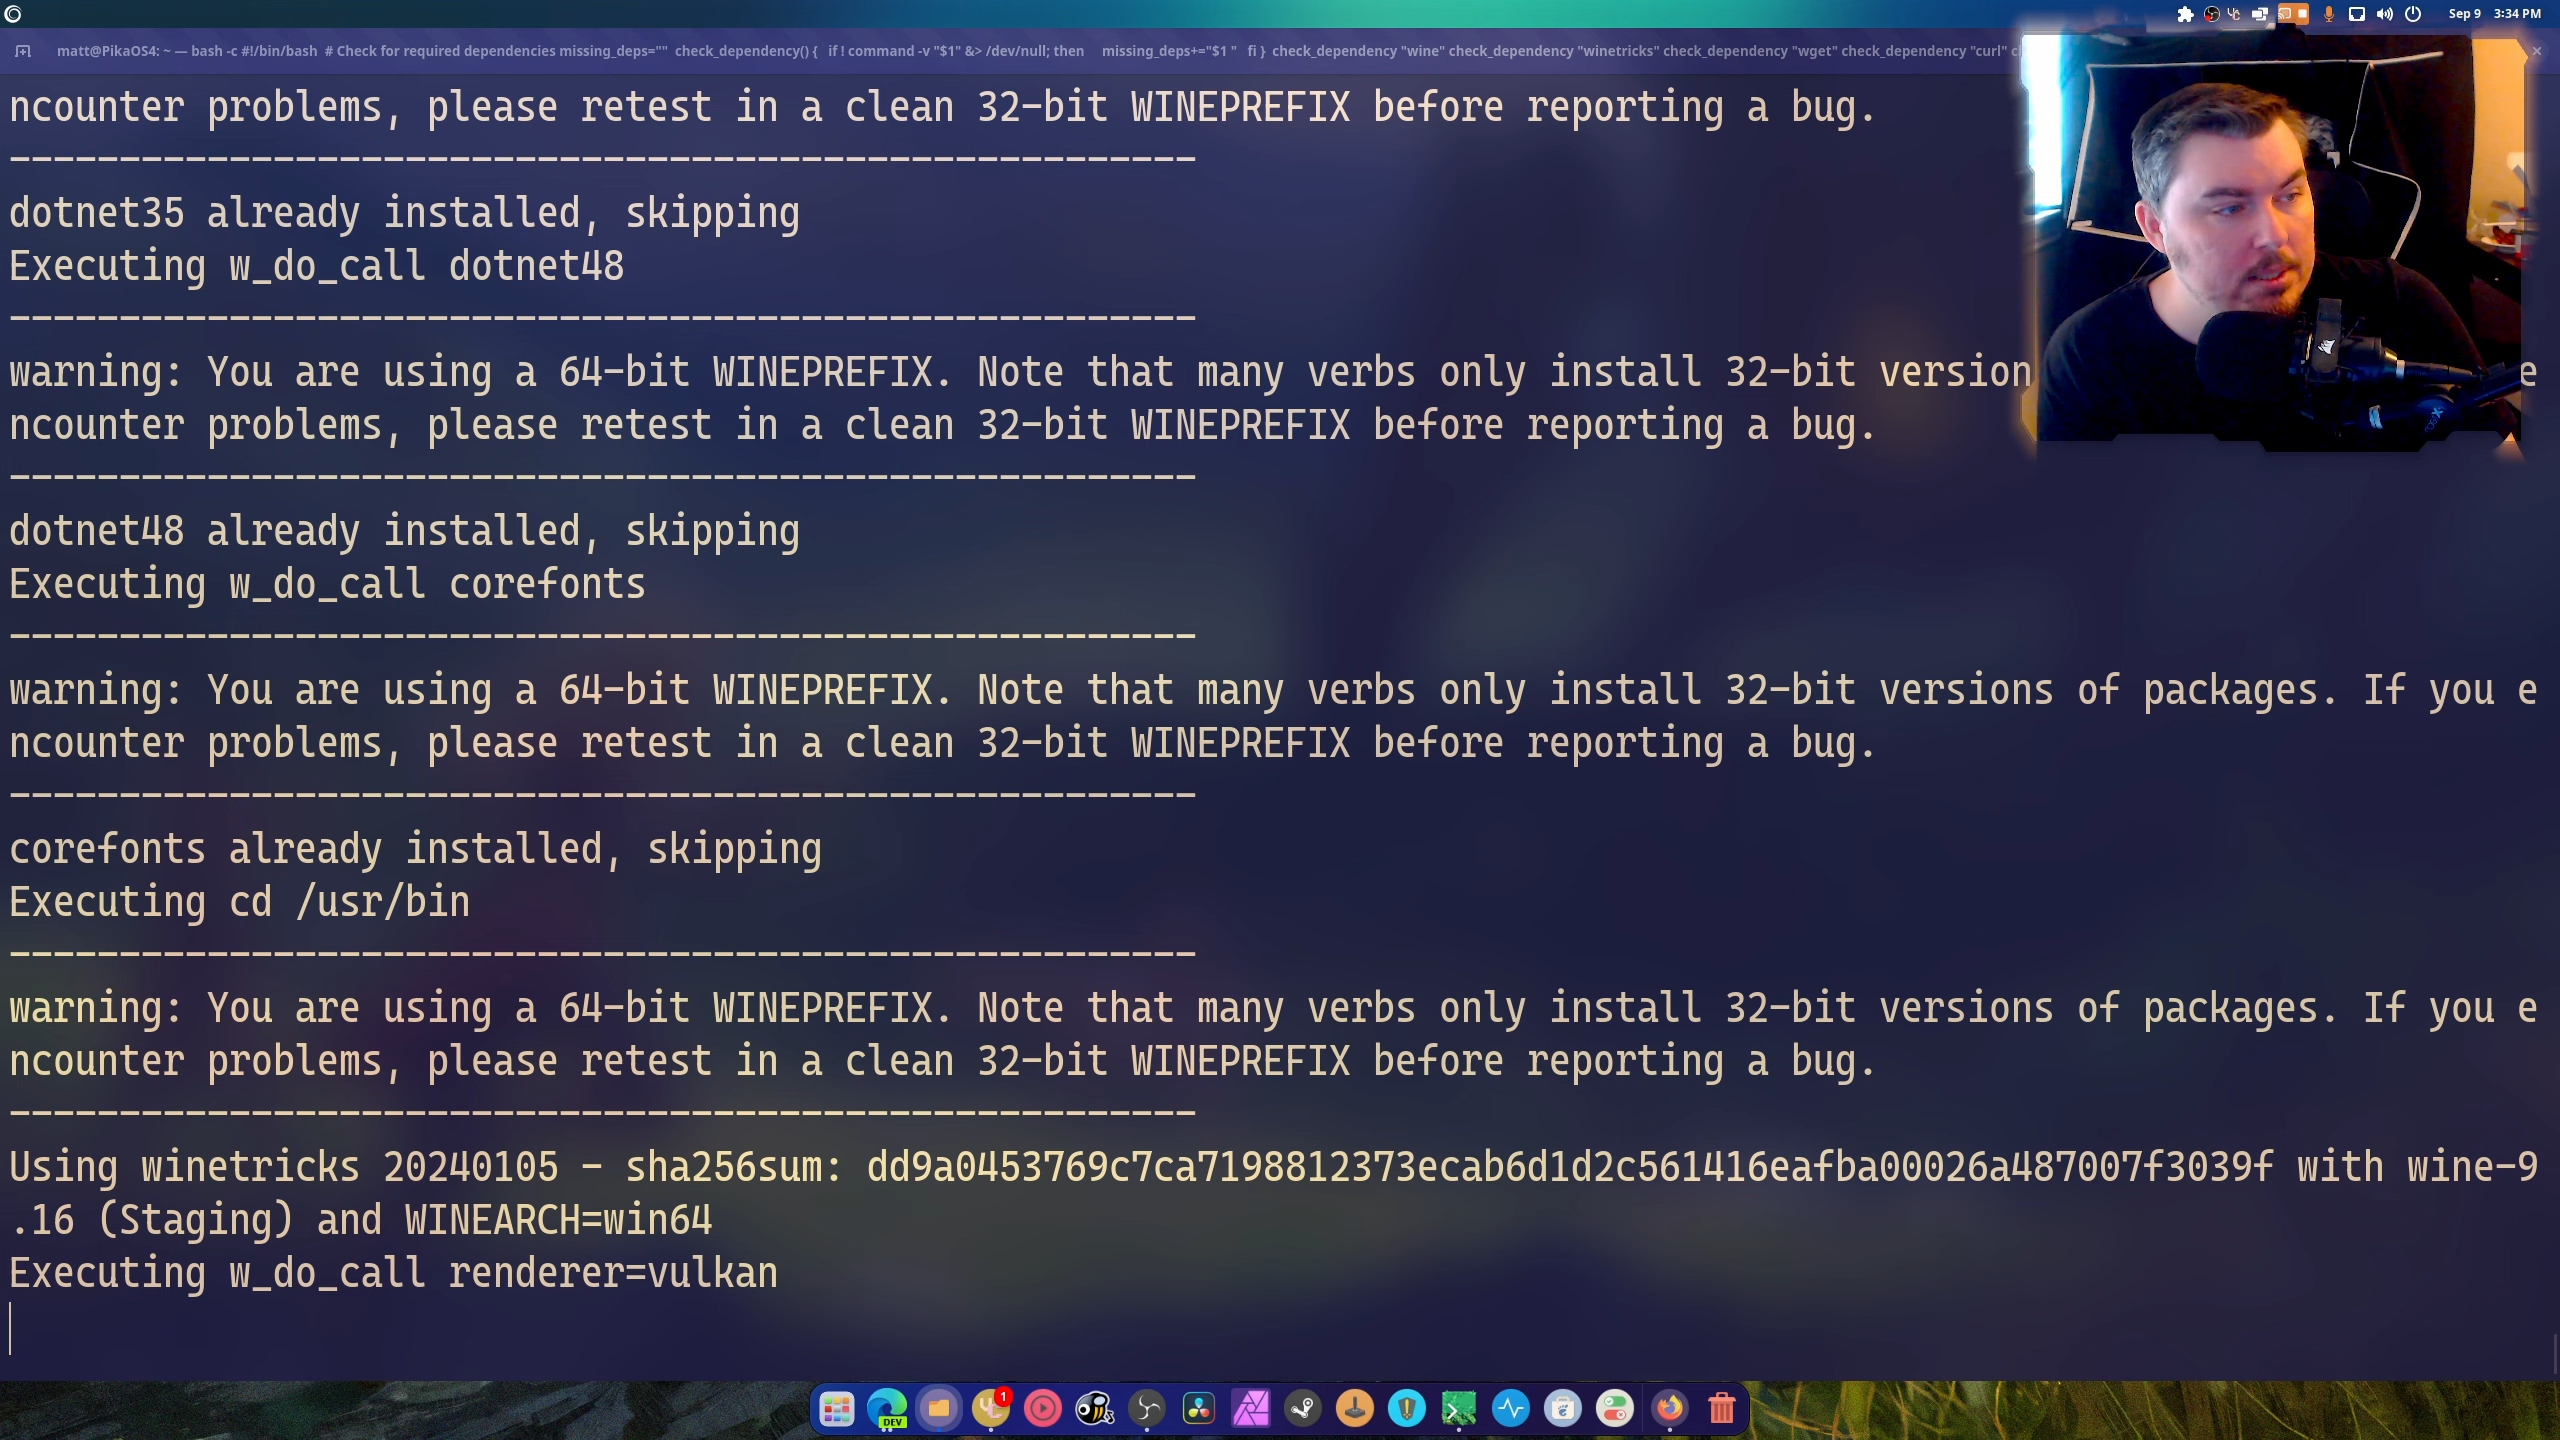 Sep 9 3:34 PM
matt@PikaOS4: ~ — bash -c #!/bin/bash # Check for required dependencies missing_deps="" check_dependency() { if ! command -v "$1" &> /dev/null; then missing_deps+="$1 " fi } check_dependency "wine" check_dependency "winetricks" check_dependency "wget" check_dependency "curl"
ncounter problems, please retest in a clean 32-bit WINEPREFIX before reporting a bug.
------------------------------------------------------
dotnet35 already installed, skipping
Executing w_do_call dotnet48
------------------------------------------------------
warning: You are using a 64-bit WINEPREFIX. Note that many verbs only install 32-bit version e
ncounter problems, please retest in a clean 32-bit WINEPREFIX before reporting a bug.
------------------------------------------------------
dotnet48 already installed, skipping
Executing w_do_call corefonts
------------------------------------------------------
warning: You are using a 64-bit WINEPREFIX. Note that many verbs only install 32-bit versions of packages. If you e
ncounter problems, please retest in a clean 32-bit WINEPREFIX before reporting a bug.
------------------------------------------------------
corefonts already installed, skipping
Executing cd /usr/bin
------------------------------------------------------
warning: You are using a 64-bit WINEPREFIX. Note that many verbs only install 32-bit versions of packages. If you e
ncounter problems, please retest in a clean 32-bit WINEPREFIX before reporting a bug.
------------------------------------------------------
Using winetricks 20240105 - sha256sum: dd9a0453769c7ca7198812373ecab6d1d2c561416eafba00026a487007f3039f with wine-9
.16 (Staging) and WINEARCH=win64
Executing w_do_call renderer=vulkan
DEV
1